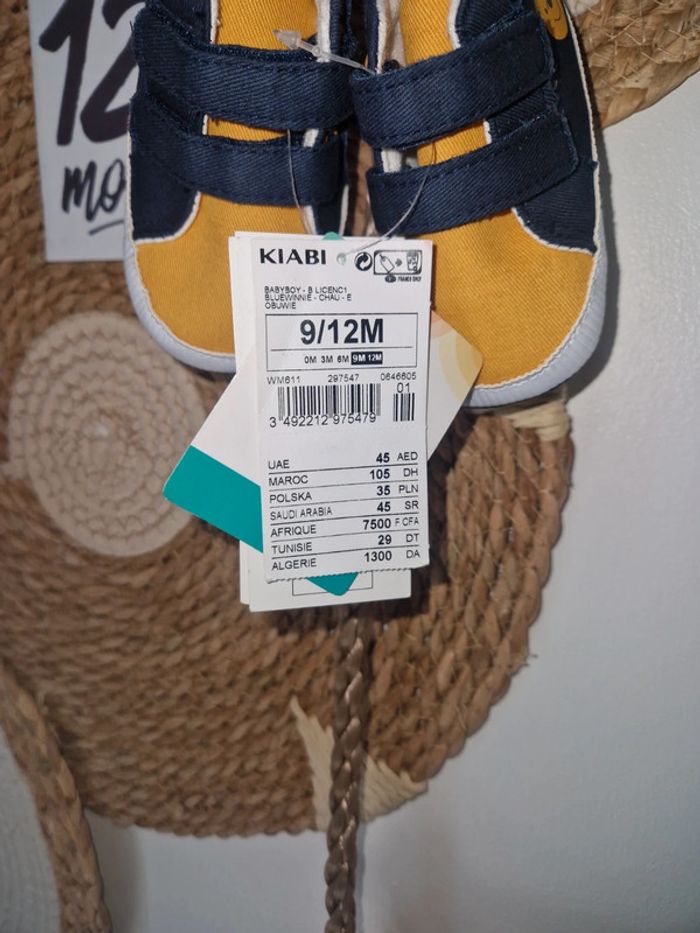 12
mo
KIABI
FRANCE ONLY
BABYBOY - B LICENC1
BLUEWINNIE - CHAU - E
OBUWIE
9/12M
0M 3M 6M 9M 12M
WM611 297547 0646605
01
3 492212 975479
UAE 45 AED
MAROC 105 DH
POLSKA 35 PLN
SAUDI ARABIA 45 SR
AFRIQUE 7500 F CFA
TUNISIE 29 DT
ALGERIE 1300 DA